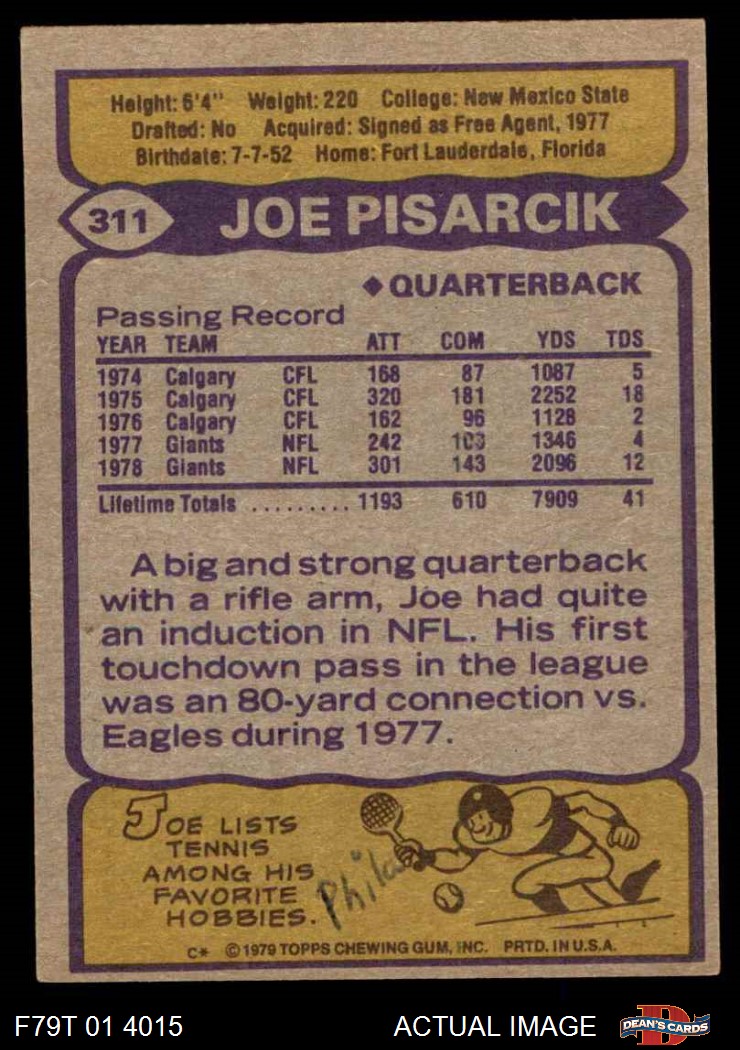 Height: 6'4" Weight: 220 College: New Mexico State
Drafted: No Acquired: Signed as Free Agent, 1977
Birthdate: 7-7-52 Home: Fort Lauderdale, Florida
311 JOE PISARCIK
◆QUARTERBACK
Passing Record
YEAR TEAM ATT COM YDS TDS
1974 Calgary CFL 168 87 1087 5
1975 Calgary CFL 320 181 2252 18
1976 Calgary CFL 162 96 1128 2
1977 Giants NFL 242 103 1346 4
1978 Giants NFL 301 143 2096 12
Lifetime Totals ......... 1193 610 7909 41
A big and strong quarterback
with a rifle arm, Joe had quite
an induction in NFL. His first
touchdown pass in the league
was an 80-yard connection vs.
Eagles during 1977.
JOE LISTS
TENNIS
AMONG HIS
FAVORITE
HOBBIES.
Phila
C* © 1979 TOPPS CHEWING GUM, INC. PRTD. IN U.S.A.
F79T 01 4015 ACTUAL IMAGE D DEAN'S CARDS